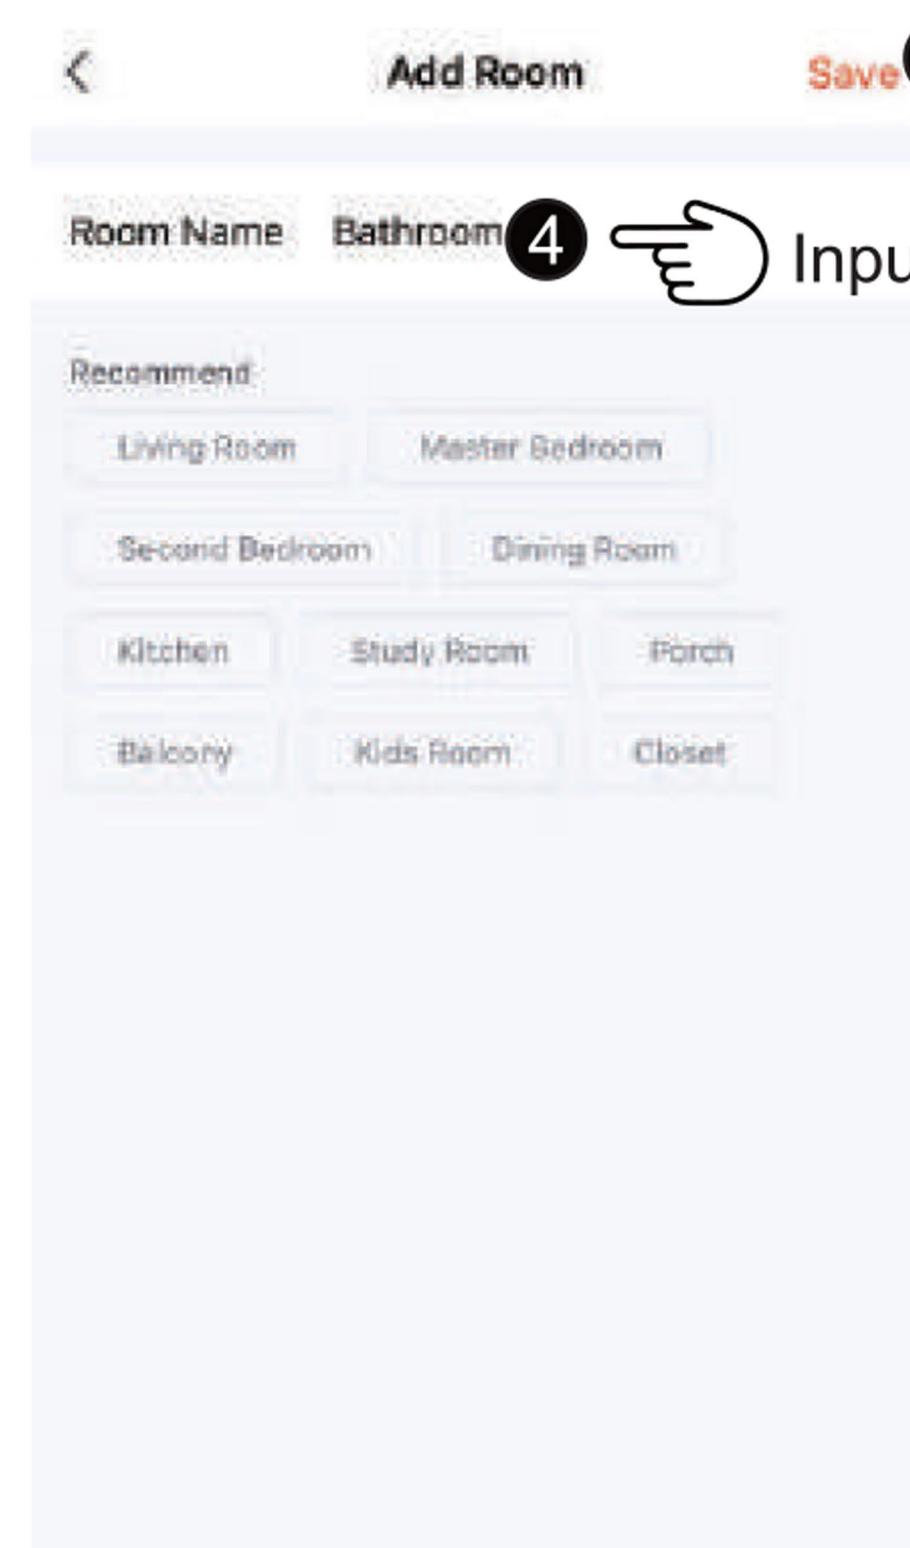 Add Room Save
Room Name Bathroom 4 Inpu
Recommend
Living Room Master Bedroom
Second Bedroom Dining Room
Kitchen Study Room Porch
Balcony Kids Room Closet